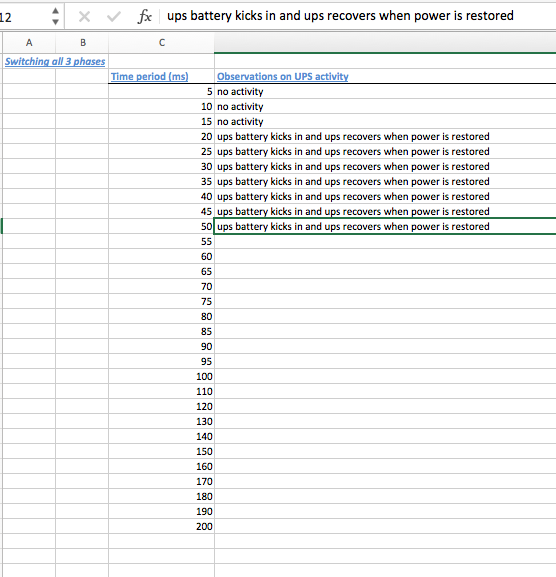 12 fx ups battery kicks in and ups recovers when power is restored
A B C
Switching all 3 phases
Time period (ms) Observations on UPS activity
5 no activity
10 no activity
15 no activity
20 ups battery kicks in and ups recovers when power is restored
25 ups battery kicks in and ups recovers when power is restored
30 ups battery kicks in and ups recovers when power is restored
35 ups battery kicks in and ups recovers when power is restored
40 ups battery kicks in and ups recovers when power is restored
45 ups battery kicks in and ups recovers when power is restored
50 ups battery kicks in and ups recovers when power is restored
55
60
65
70
75
80
85
90
95
100
110
120
130
140
150
160
170
180
190
200